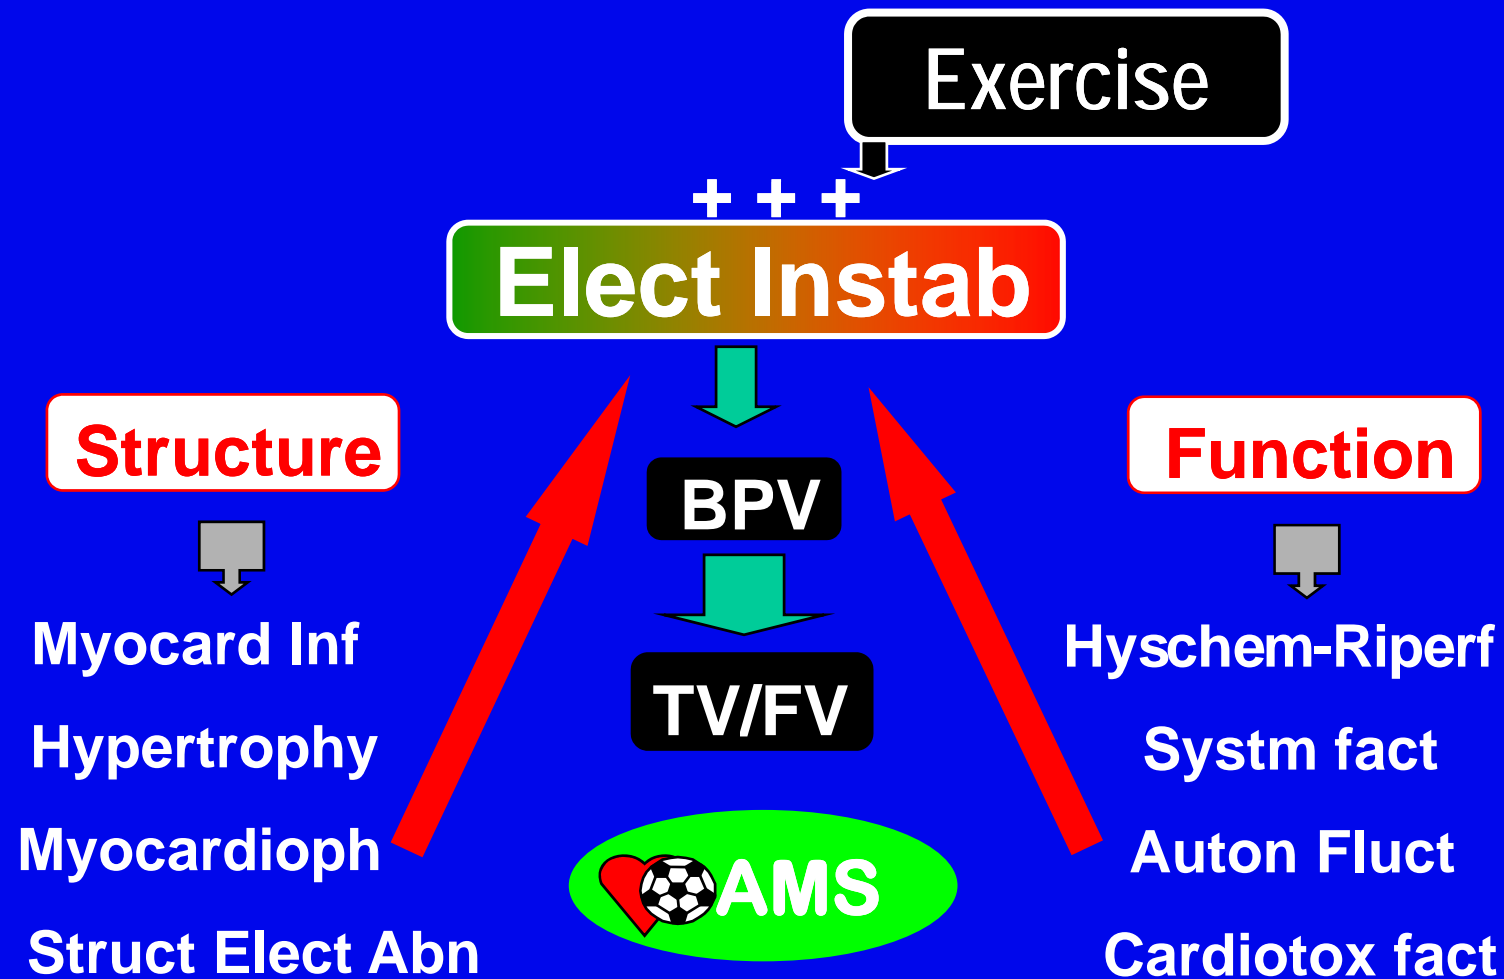 Exercise
+ + +
Elect Instab
Structure
Myocard Inf
Hypertrophy
Myocardioph
Struct Elect Abn
BPV
TV/FV
AMS
Function
Hyschem-Riperf
Systm fact
Auton Fluct
Cardiotox fact